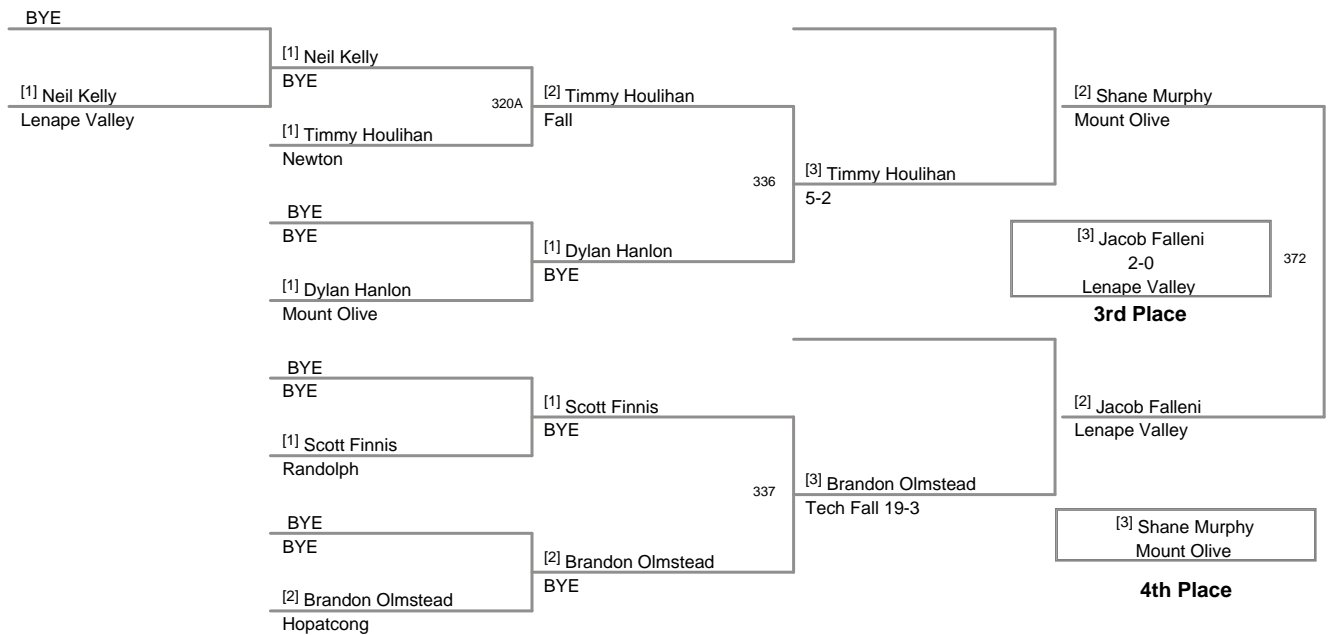 BYE
[1] Neil Kelly
Lenape Valley
[1] Neil Kelly
BYE
320A
[1] Timmy Houlihan
Newton
BYE
BYE
[1] Dylan Hanlon
Mount Olive
BYE
BYE
[1] Scott Finnis
Randolph
BYE
BYE
[2] Brandon Olmstead
Hopatcong
[2] Timmy Houlihan
Fall
336
[1] Dylan Hanlon
BYE
[1] Scott Finnis
BYE
337
[2] Brandon Olmstead
BYE
[3] Timmy Houlihan
5-2
[3] Brandon Olmstead
Tech Fall 19-3
[2] Shane Murphy
Mount Olive
[3] Jacob Falleni
2-0
Lenape Valley
372
3rd Place
[2] Jacob Falleni
Lenape Valley
[3] Shane Murphy
Mount Olive
4th Place